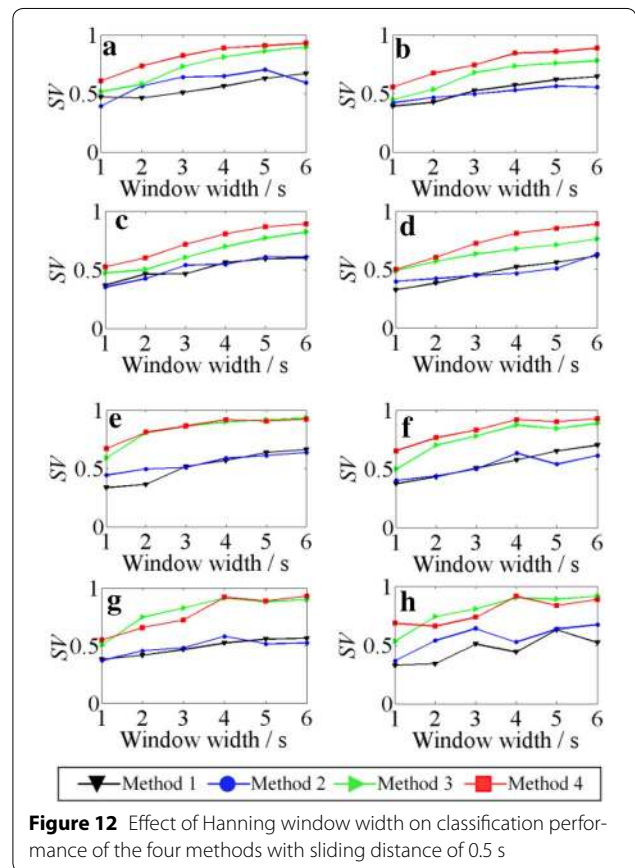 a b
1 1
SV 0.5 SV 0.5
0 0
1 2 3 4 5 6 1 2 3 4 5 6
Window width / s Window width / s
c d
1 1
SV 0.5 SV 0.5
0 0
1 2 3 4 5 6 1 2 3 4 5 6
Window width / s Window width / s
e f
1 1
SV 0.5 SV 0.5
0 0
1 2 3 4 5 6 1 2 3 4 5 6
Window width / s Window width / s
g h
1 1
SV 0.5 SV 0.5
0 0
1 2 3 4 5 6 1 2 3 4 5 6
Window width / s Window width / s
Method 1 Method 2 Method 3 Method 4
Figure 12 Effect of Hanning window width on classification perfor-
mance of the four methods with sliding distance of 0.5 s